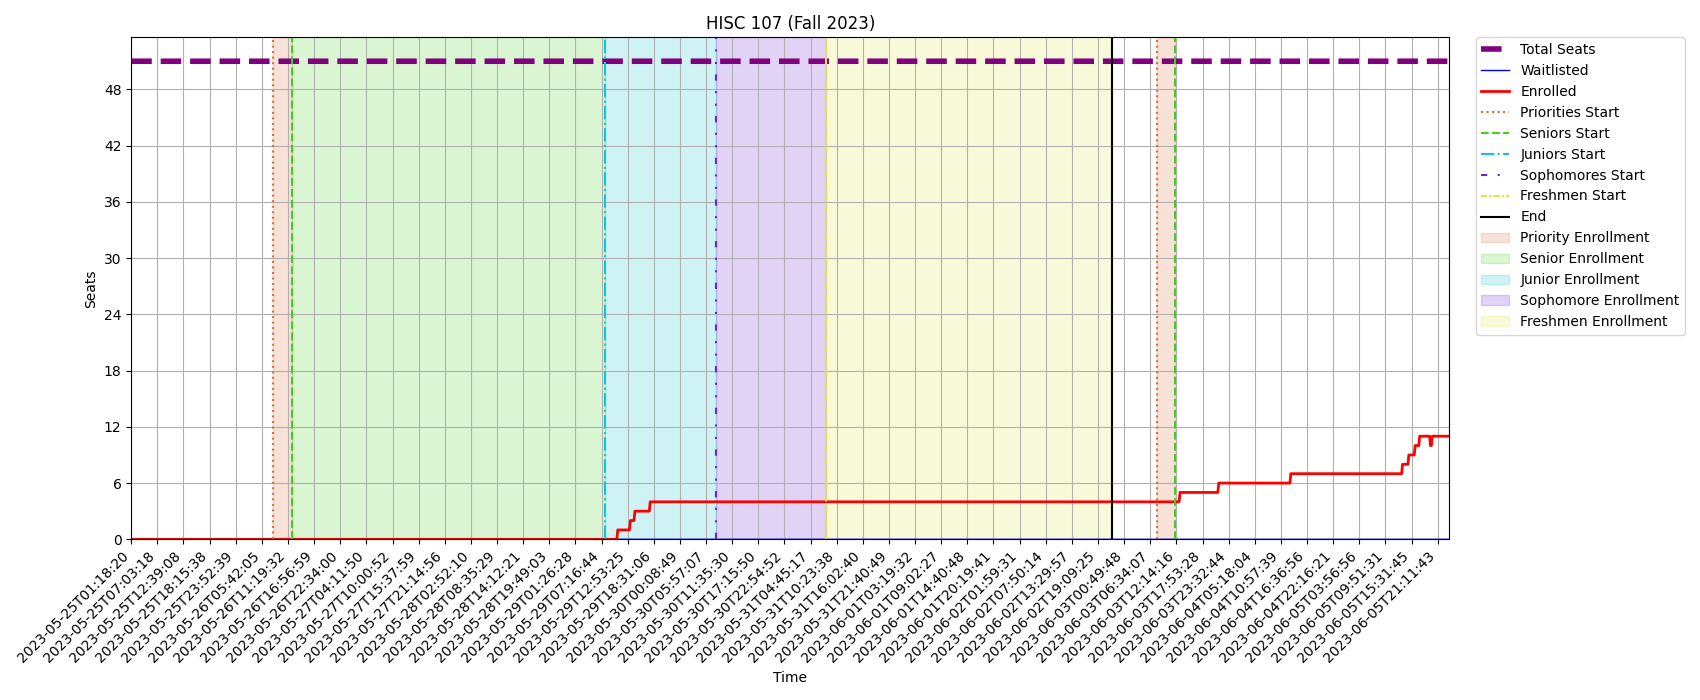 HISC 107 (Fall 2023)
Seats
48
42
36
30
24
18
12
6
0
2023-05-25T01:18:20
2023-05-25T07:03:18
2023-05-25T12:39:08
2023-05-25T18:15:38
2023-05-25T23:52:39
2023-05-26T05:42:05
2023-05-26T11:19:32
2023-05-26T16:56:59
2023-05-26T22:34:00
2023-05-27T04:11:50
2023-05-27T10:00:52
2023-05-27T15:37:59
2023-05-27T21:14:56
2023-05-28T02:52:10
2023-05-28T08:35:29
2023-05-28T14:12:21
2023-05-28T19:49:03
2023-05-29T01:26:28
2023-05-29T07:16:44
2023-05-29T12:53:25
2023-05-29T18:31:06
2023-05-30T00:08:49
2023-05-30T05:57:07
2023-05-30T11:35:30
2023-05-30T17:15:50
2023-05-30T22:54:52
2023-05-31T04:45:17
2023-05-31T10:23:38
2023-05-31T16:02:40
2023-05-31T21:40:49
2023-06-01T03:19:32
2023-06-01T09:02:27
2023-06-01T14:40:48
2023-06-01T20:19:41
2023-06-02T01:59:31
2023-06-02T07:50:14
2023-06-02T13:29:57
2023-06-02T19:09:25
2023-06-03T00:49:48
2023-06-03T06:34:07
2023-06-03T12:14:16
2023-06-03T17:53:28
2023-06-03T23:32:44
2023-06-04T05:18:04
2023-06-04T10:57:39
2023-06-04T16:36:56
2023-06-04T22:16:21
2023-06-05T03:56:56
2023-06-05T09:51:31
2023-06-05T15:31:45
2023-06-05T21:11:43
Time
Total Seats
Waitlisted
Enrolled
Priorities Start
Seniors Start
Juniors Start
Sophomores Start
Freshmen Start
End
Priority Enrollment
Senior Enrollment
Junior Enrollment
Sophomore Enrollment
Freshmen Enrollment